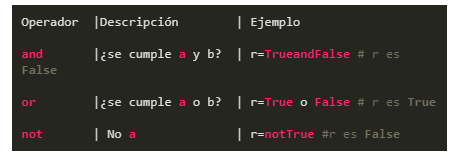 Operador |Descripción | Ejemplo
and |¿se cumple a y b? | r=TrueandFalse # r es
False
or |¿se cumple a o b? | r=True o False # r es True
not | No a | r=notTrue #r es False